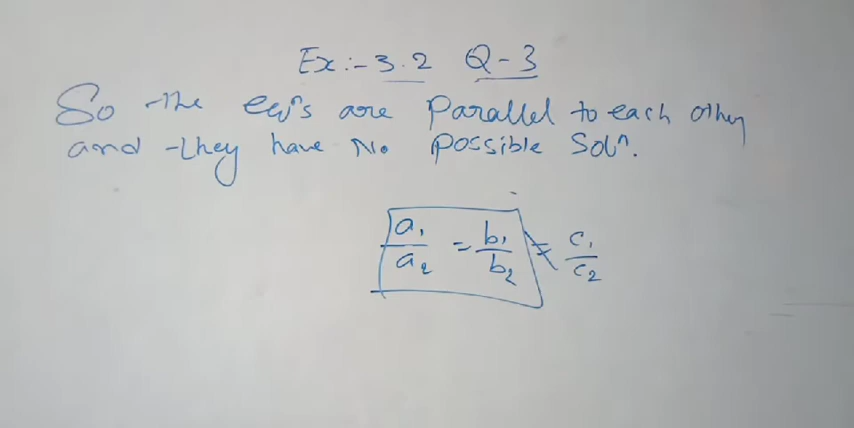 Ex:- 3.2 Q-3
So the eqn's are Parallel to each other
and they have No Possible Soln.
a₁/a₂ = b₁/b₂ ≠ c₁/c₂